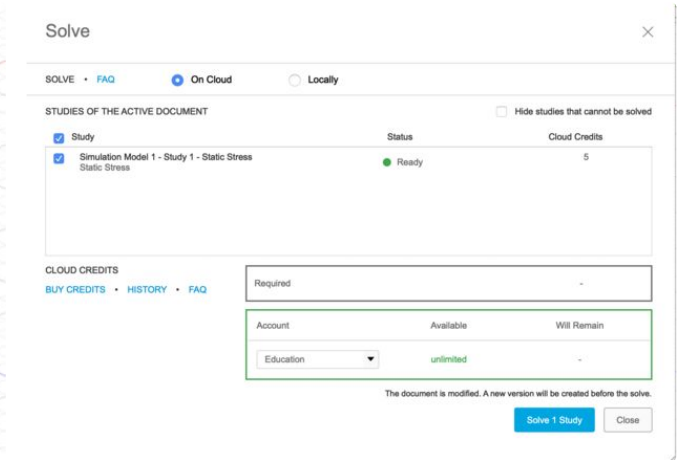 Solve
SOLVE • FAQ On Cloud Locally
STUDIES OF THE ACTIVE DOCUMENT Hide studies that cannot be solved
Study Status Cloud Credits
Simulation Model 1 - Study 1 - Static Stress Ready 5
Static Stress
CLOUD CREDITS
BUY CREDITS • HISTORY • FAQ
Required -
Account Available Will Remain
Education unlimited -
The document is modified. A new version will be created before the solve.
Solve 1 Study Close